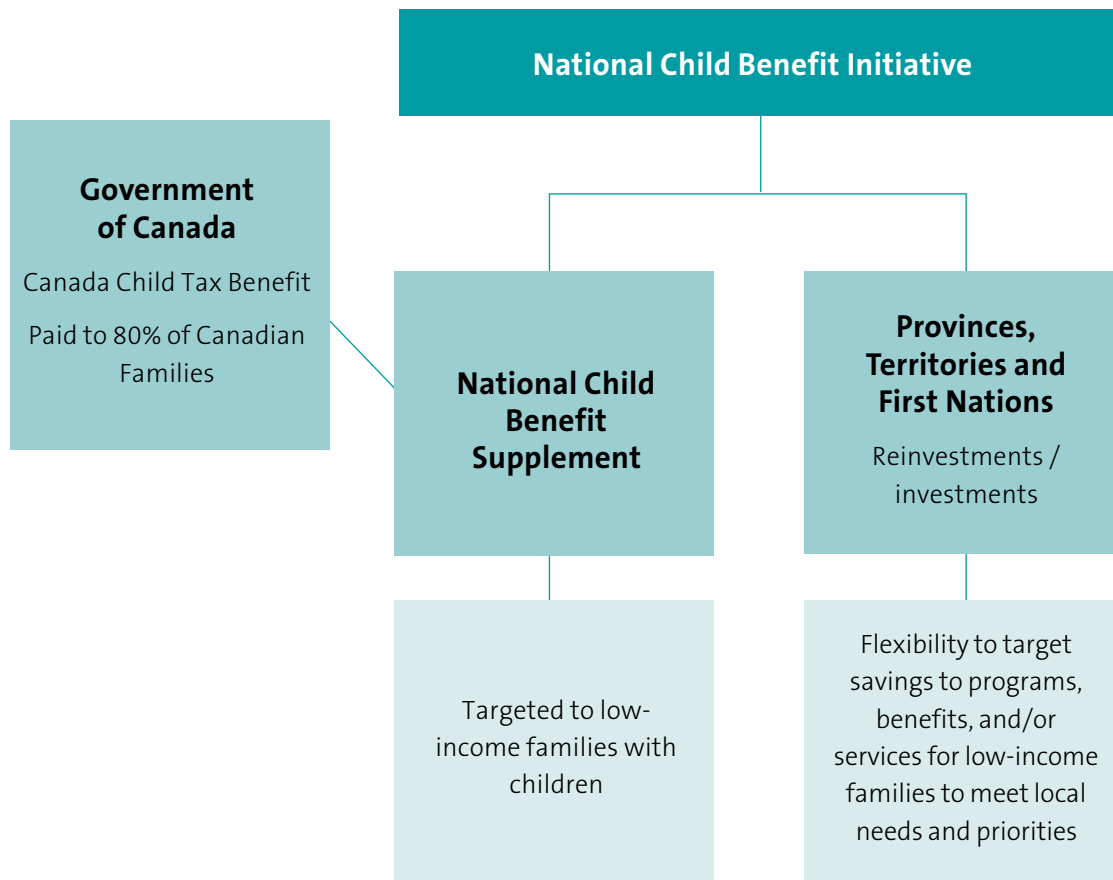 National Child Benefit Initiative
Government
of Canada
Canada Child Tax Benefit
Paid to 80% of Canadian
Families
National Child
Benefit
Supplement
Provinces,
Territories and
First Nations
Reinvestments /
investments
Targeted to low-
income families with
children
Flexibility to target
savings to programs,
benefits, and/or
services for low-income
families to meet local
needs and priorities